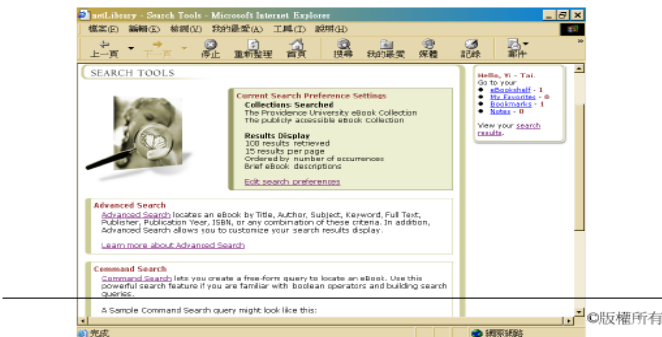 netLibrary - Search Tools - Microsoft Internet Explorer
檔案(F) 編輯(E) 檢視(V) 我的最愛(A) 工具(T) 說明(H)
上一頁 下一頁 停止 重新整理 首頁 搜尋 我的最愛 媒體 記錄 郵件
SEARCH TOOLS
Current Search Preference Settings
Collections Searched
The Providence University eBook Collection
The publicly accessible eBook Collection
Results Display
100 results retrieved
15 results per page
Ordered by number of occurrences
Brief eBook descriptions
Edit search preferences
Hello, Yi - Tai.
Go to your
eBookshelf - 1
My Favorites - 0
Bookmarks - 1
Notes - 0
View your search
results.
Advanced Search
Advanced Search locates an eBook by Title, Author, Subject, Keyword, Full Text,
Publisher, Publication Year, ISBN, or any combination of these criteria. In addition,
Advanced Search allows you to customize your search results display.
Learn more about Advanced Search
Command Search
Command Search lets you create a free-form query to locate an eBook. Use this
powerful search feature if you are familiar with boolean operators and building search
queries.
A Sample Command Search query might look like this:
完成
網際網路
©版權所有